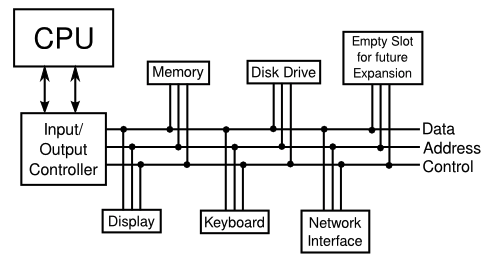 CPU
Empty Slot
for future
Expansion
Memory
Disk Drive
Input/
Output
Controller
Data
Address
Control
Display
Keyboard
Network
Interface